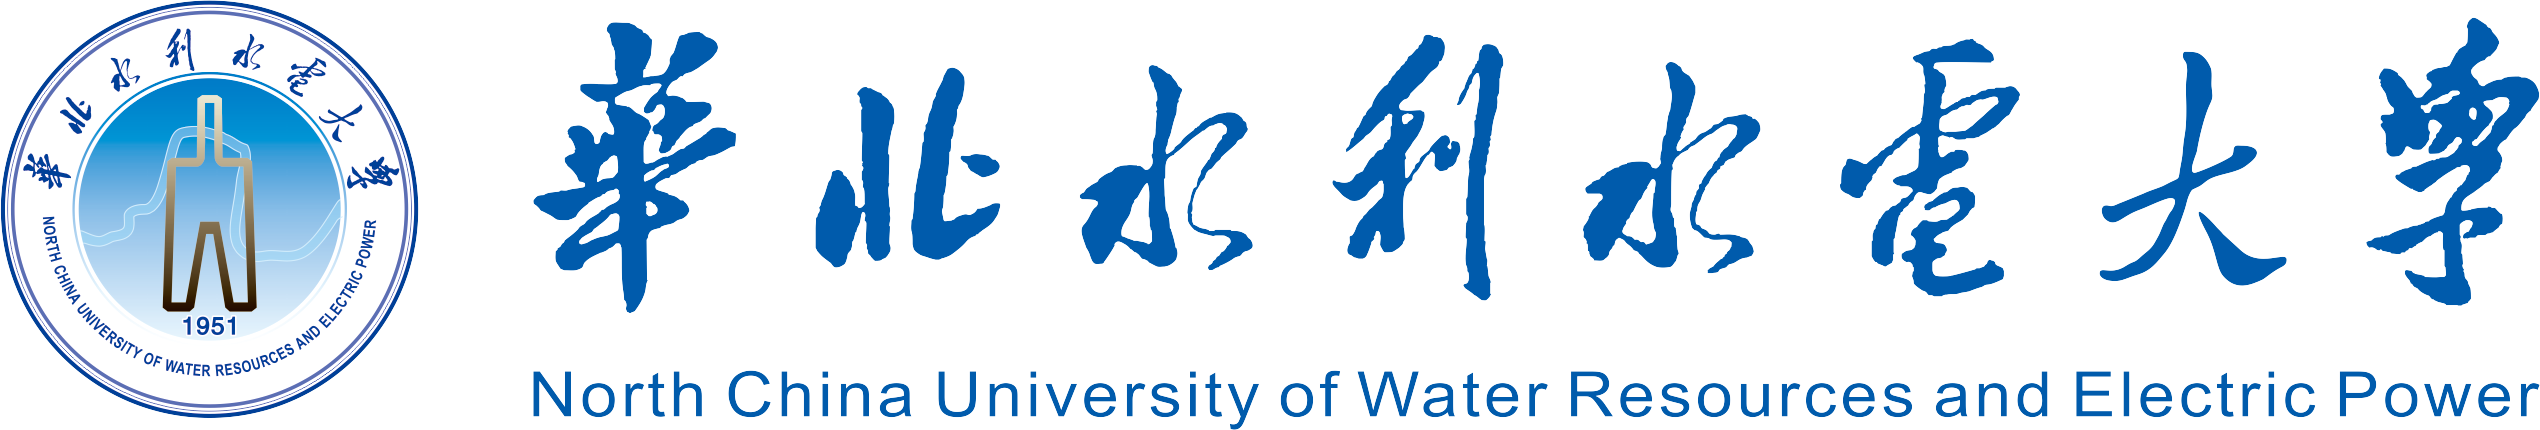 華北水利水電大學
NORTH CHINA UNIVERSITY OF WATER RESOURCES AND ELECTRIC POWER
1951
華北水利水電大學
North China University of Water Resources and Electric Power